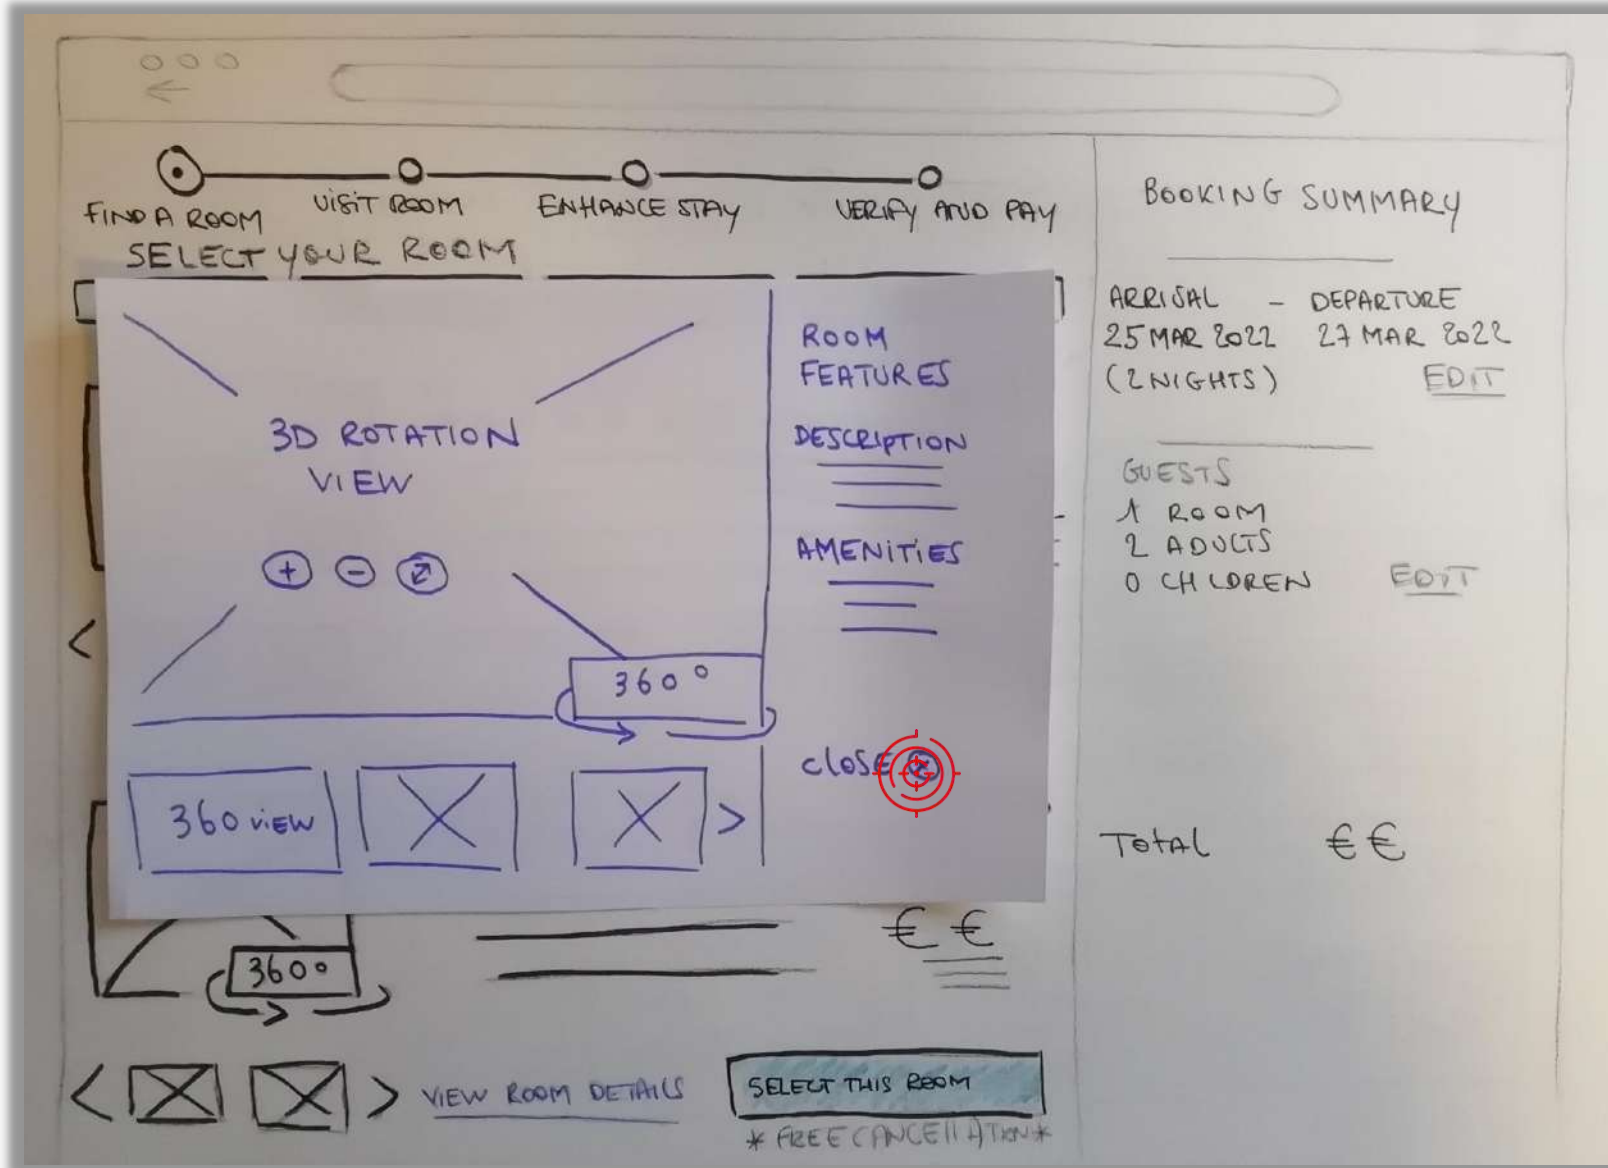 FIND A ROOM
VISIT ROOM
ENHANCE STAY
VERIFY AND PAY
SELECT YOUR ROOM
3D ROTATION
VIEW
+ -
360°
360 VIEW
>
ROOM
FEATURES
DESCRIPTION
AMENITIES
CLOSE X
<
360°
€ €
< > VIEW ROOM DETAILS
SELECT THIS ROOM
* FREE CANCELLATION *
BOOKING SUMMARY
ARRIVAL - DEPARTURE
25 MAR 2022 27 MAR 2022
(2 NIGHTS) EDIT
GUESTS
1 ROOM
2 ADULTS
0 CHLDREN EDIT
TOTAL €€